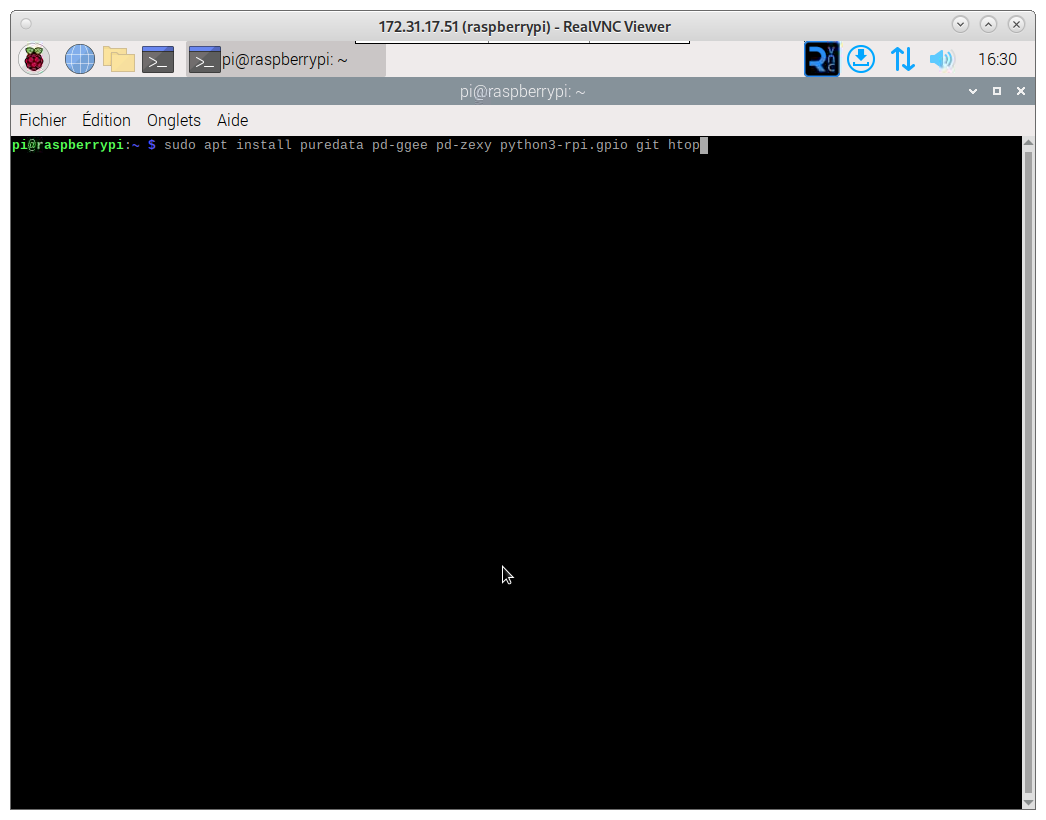 172.31.17.51 (raspberrypi) - RealVNC Viewer
pi@raspberrypi: ~
VNC
16:30
pi@raspberrypi: ~
Fichier Édition Onglets Aide
pi@raspberrypi:~ $ sudo apt install puredata pd-ggee pd-zexy python3-rpi.gpio git htop